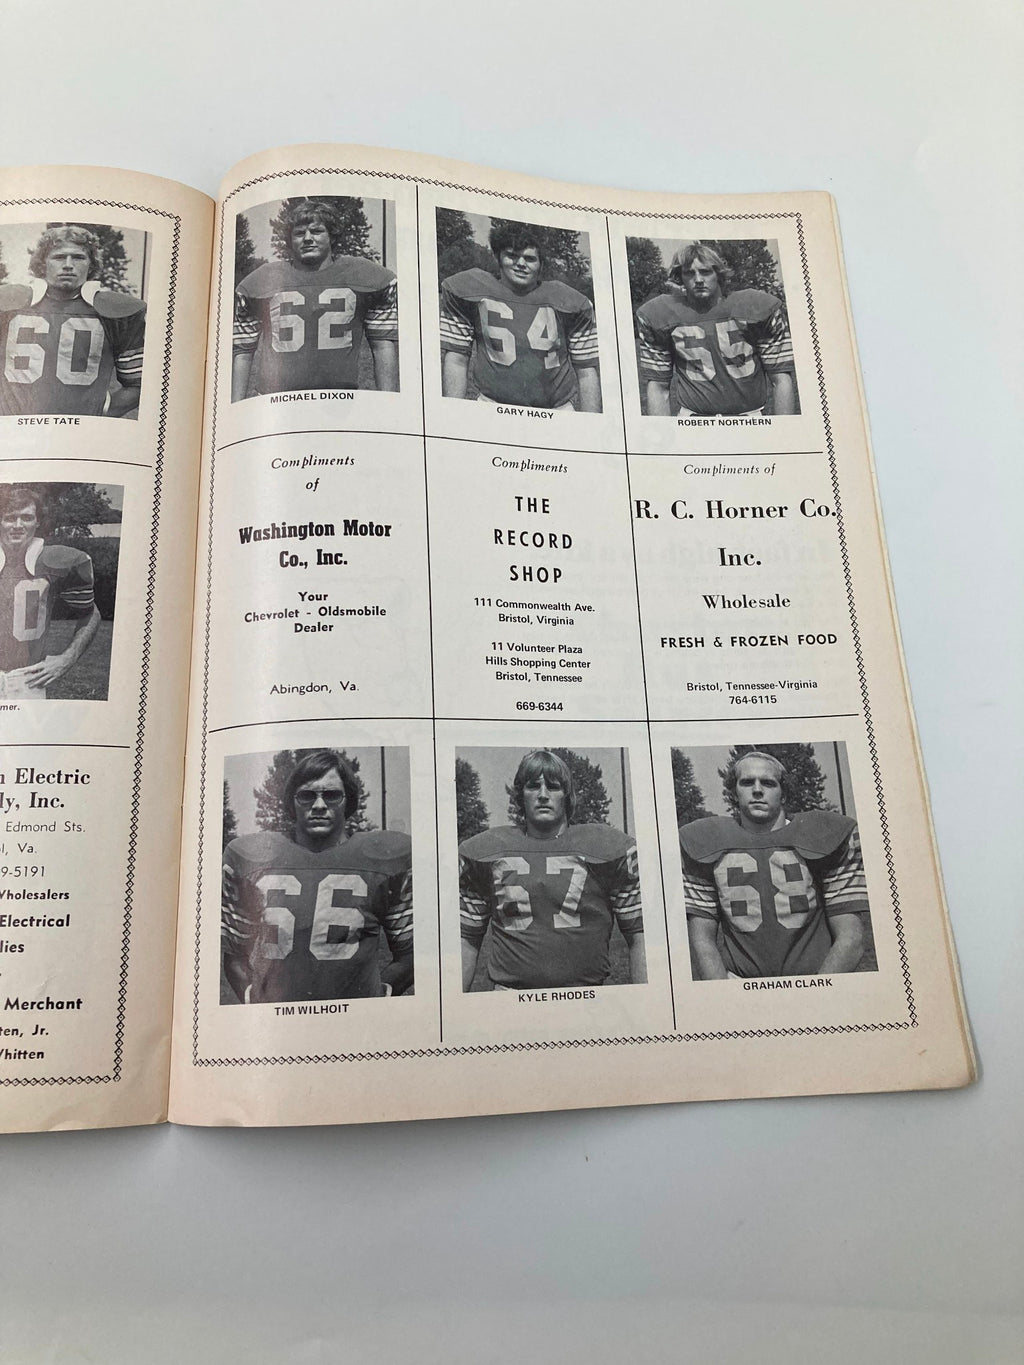 60
STEVE TATE
0
mer.
Electric
ly, Inc.
Edmond Sts.
Va.
9-5191
Wholesalers
Electrical
lies
Merchant
ten, Jr.
Whitten
62
MICHAEL DIXON
64
GARY HAGY
65
ROBERT NORTHERN
Compliments
of
Washington Motor
Co., Inc.
Your
Chevrolet - Oldsmobile
Dealer
Abingdon, Va.
Compliments
THE
RECORD
SHOP
111 Commonwealth Ave.
Bristol, Virginia
11 Volunteer Plaza
Hills Shopping Center
Bristol, Tennessee
669-6344
Compliments of
R. C. Horner Co.
Inc.
Wholesale
FRESH & FROZEN FOOD
Bristol, Tennessee-Virginia
764-6115
66
TIM WILHOIT
67
KYLE RHODES
68
GRAHAM CLARK